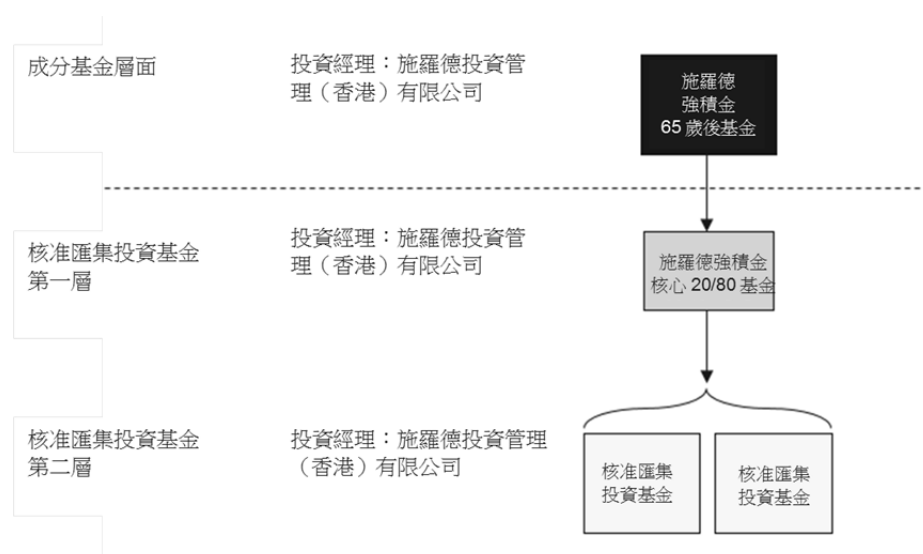 成分基金層面
投資經理：施羅德投資管
理（香港）有限公司
施羅德
強積金
65 歲後基金
核准匯集投資基金
第一層
投資經理：施羅德投資管
理（香港）有限公司
施羅德強積金
核心 20/80 基金
核准匯集投資基金
第二層
投資經理：施羅德投資管理
（香港）有限公司
核准匯集
投資基金
核准匯集
投資基金